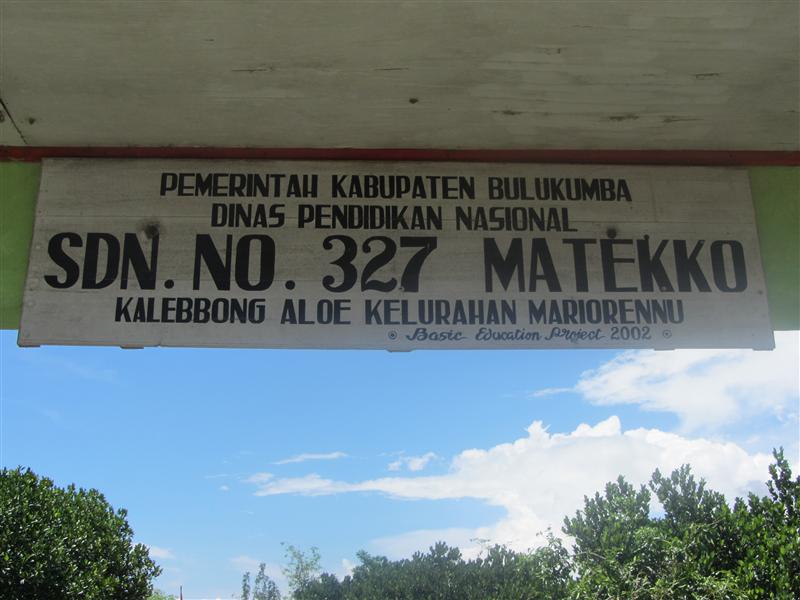 PEMERINTAH KABUPATEN BULUKUMBA
DINAS PENDIDIKAN NASIONAL
SDN. NO. 327 MATEKKO
KALEBBONG ALOE KELURAHAN MARIORENNU
Basic Education Project 2002